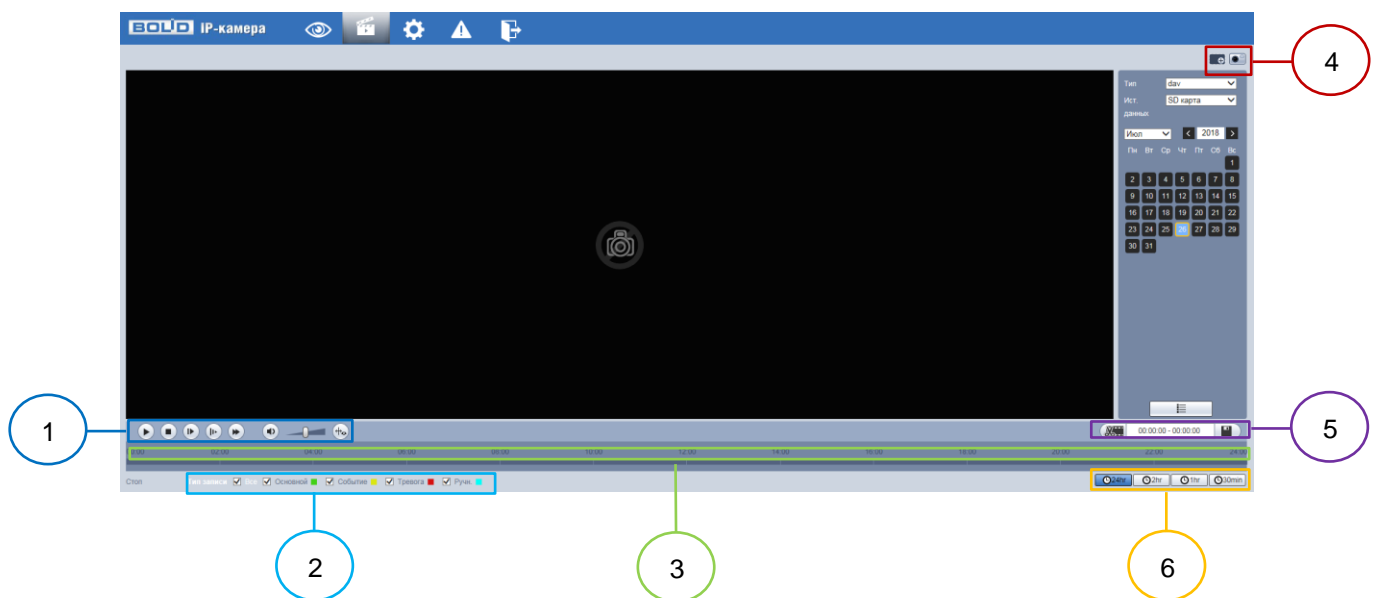 BOLID IP-камера
4
Тип dav
Ист. данных SD карта
Июл 2018
Пн Вт Ср Чт Пт Сб Вс
1
2 3 4 5 6 7 8
9 10 11 12 13 14 15
16 17 18 19 20 21 22
23 24 25 26 27 28 29
30 31
1
00:00:00 - 00:00:00
5
0:00 02:00 04:00 06:00 08:00 10:00 12:00 14:00 16:00 18:00 20:00 22:00 24:00
Стоп Тип записи Все Основной Событие Тревога Ручн. 24hr 2hr 1hr 30min
2
3
6